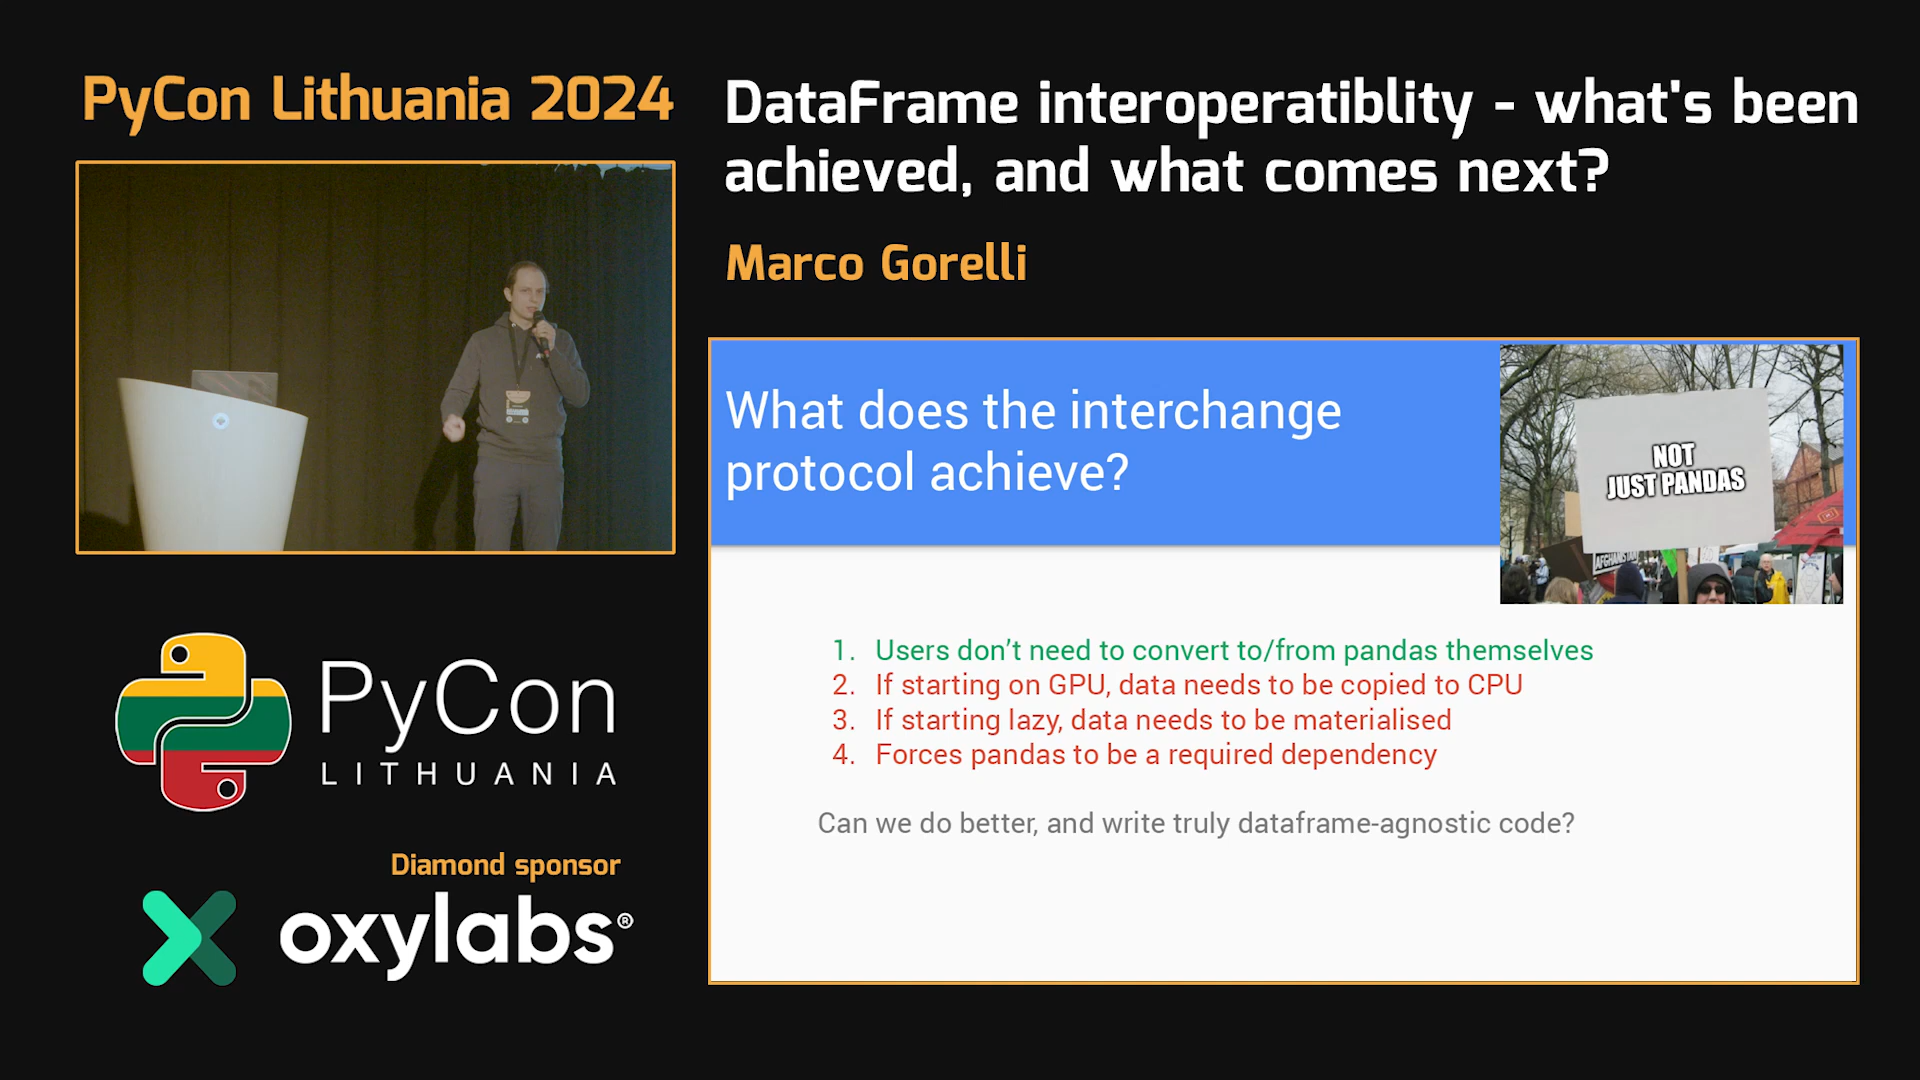 PyCon Lithuania 2024
DataFrame interoperatiblity - what's been
achieved, and what comes next?
Marco Gorelli
What does the interchange
protocol achieve?
NOT
JUST PANDAS
AFGHANISTAN
1. Users don’t need to convert to/from pandas themselves
2. If starting on GPU, data needs to be copied to CPU
3. If starting lazy, data needs to be materialised
4. Forces pandas to be a required dependency
Can we do better, and write truly dataframe-agnostic code?
PyCon
LITHUANIA
Diamond sponsor
oxylabs®